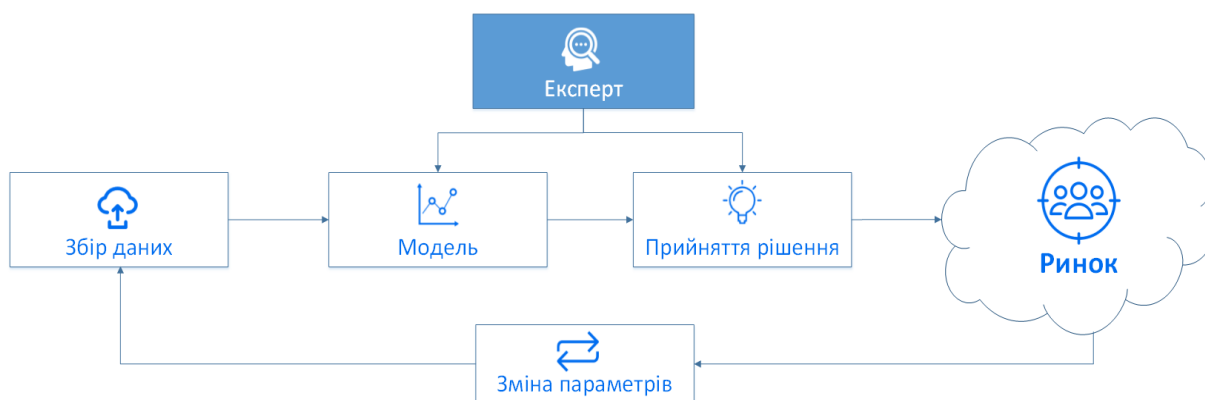 Експерт
Збір даних
Модель
Прийняття рішення
Ринок
Зміна параметрів